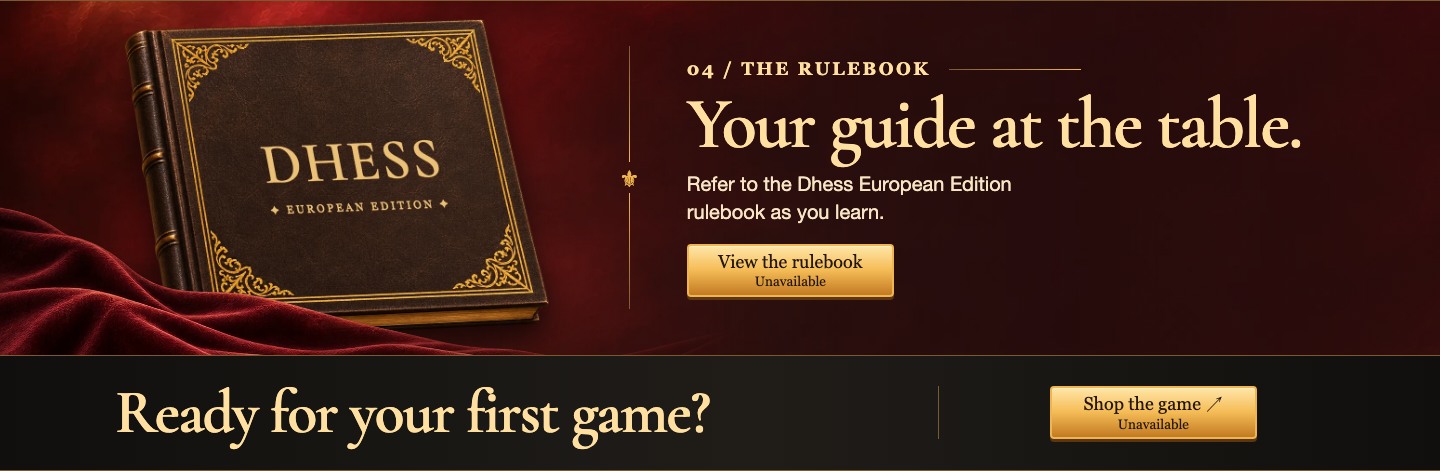 DHESS
✦ EUROPEAN EDITION ✦
04 / THE RULEBOOK
Your guide at the table.
Refer to the Dhess European Edition
rulebook as you learn.
View the rulebook
Unavailable
Ready for your first game?
Shop the game ↗
Unavailable